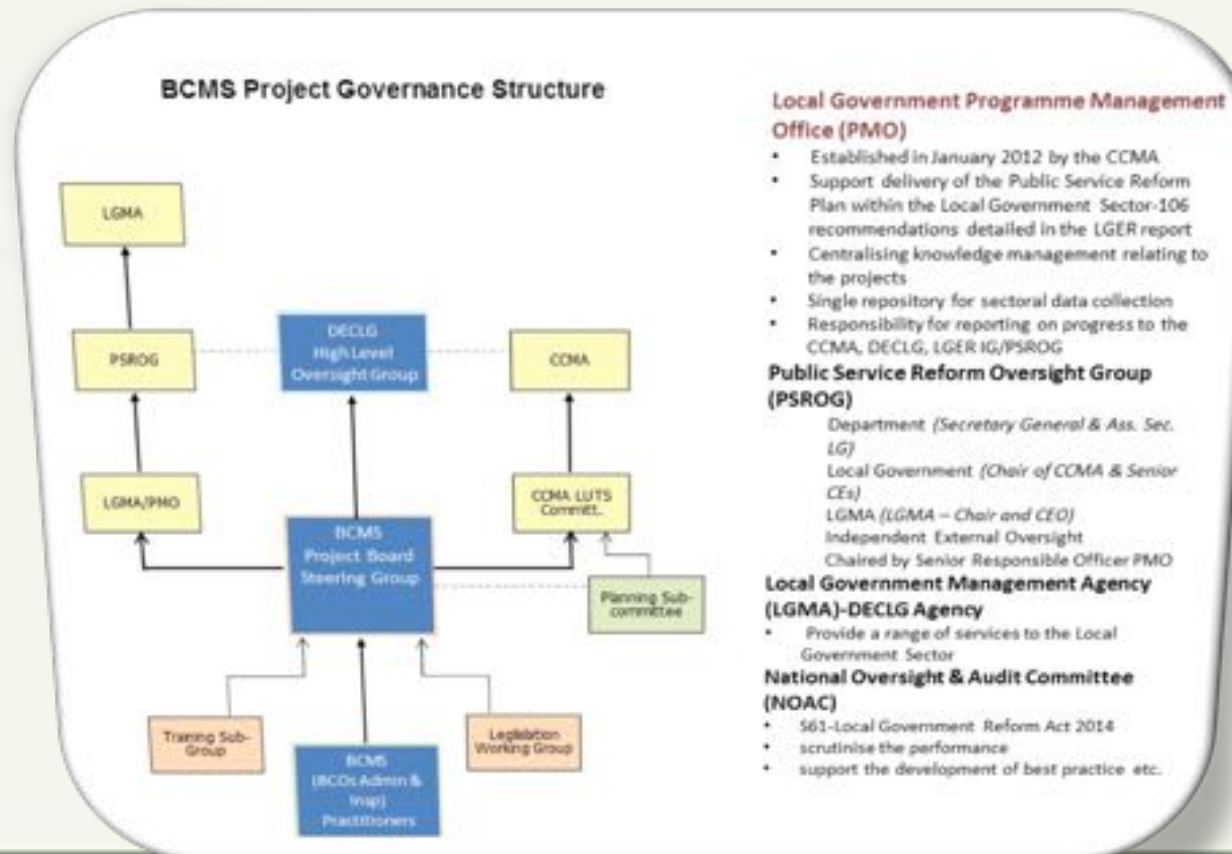 BCMS Project Governance Structure
LGMA
PSROG
DECLG
High Level
Oversight Group
CCMA
LGMA/PMO
BCMS
Project Board
Steering Group
CCMA LUTS
Committ..
Planning Sub-
committee
Training Sub-
Group
BCMS
(BCOs Admin &
Insp)
Practitioners
Legislation
Working Group
Local Government Programme Management
Office (PMO)
• Established in January 2012 by the CCMA
• Support delivery of the Public Service Reform
Plan within the Local Government Sector-106
recommendations detailed in the LGER report
• Centralising knowledge management relating to
the projects
• Single repository for sectoral data collection
• Responsibility for reporting on progress to the
CCMA, DECLG, LGER IG/PSROG
Public Service Reform Oversight Group
(PSROG)
Department (Secretary General & Ass. Sec.
LG)
Local Government (Chair of CCMA & Senior
CEs)
LGMA (LGMA – Chair and CEO)
Independent External Oversight
Chaired by Senior Responsible Officer PMO
Local Government Management Agency
(LGMA)-DECLG Agency
• Provide a range of services to the Local
Government Sector
National Oversight & Audit Committee
(NOAC)
• S61-Local Government Reform Act 2014
• scrutinise the performance
• support the development of best practice etc.